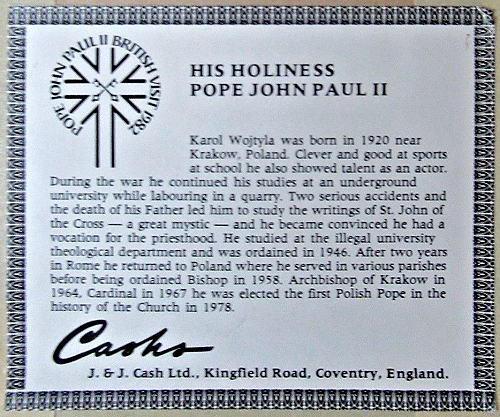 POPE JOHN PAUL II BRITISH VISIT 1982
HIS HOLINESS
POPE JOHN PAUL II
Karol Wojtyla was born in 1920 near
Krakow, Poland. Clever and good at sports
at school he also showed talent as an actor.
During the war he continued his studies at an underground
university while labouring in a quarry. Two serious accidents and
the death of his Father led him to study the writings of St. John of
the Cross — a great mystic — and he became convinced he had a
vocation for the priesthood. He studied at the illegal university
theological department and was ordained in 1946. After two years
in Rome he returned to Poland where he served in various parishes
before being ordained Bishop in 1958. Archbishop of Krakow in
1964, Cardinal in 1967 he was elected the first Polish Pope in the
history of the Church in 1978.
Cashs
J. & J. Cash Ltd., Kingfield Road, Coventry, England.